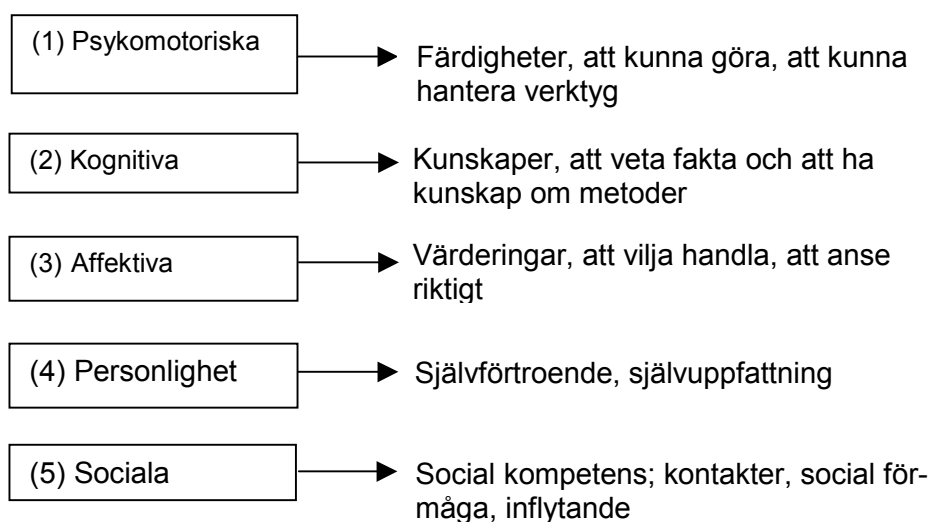 (1) Psykomotoriska
Färdigheter, att kunna göra, att kunna
hantera verktyg
(2) Kognitiva
Kunskaper, att veta fakta och att ha
kunskap om metoder
(3) Affektiva
Värderingar, att vilja handla, att anse
riktigt
(4) Personlighet
Självförtroende, självuppfattning
(5) Sociala
Social kompetens; kontakter, social för-
måga, inflytande